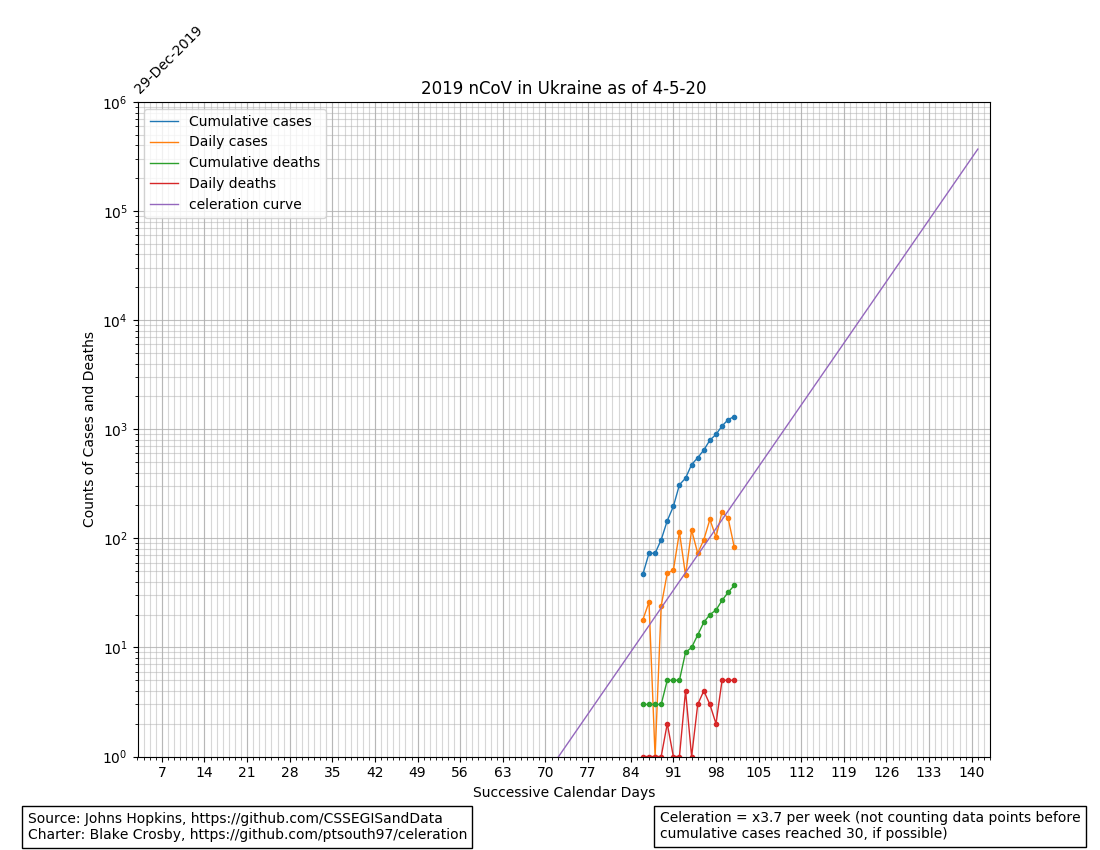 29-Dec-2019
2019 nCoV in Ukraine as of 4-5-20
Cumulative cases
Daily cases
Cumulative deaths
Daily deaths
celeration curve
Counts of Cases and Deaths
10^6
10^5
10^4
10^3
10^2
10^1
10^0
7 14 21 28 35 42 49 56 63 70 77 84 91 98 105 112 119 126 133 140
Successive Calendar Days
Source: Johns Hopkins, https://github.com/CSSEGISandData
Charter: Blake Crosby, https://github.com/ptsouth97/celeration
Celeration = x3.7 per week (not counting data points before
cumulative cases reached 30, if possible)